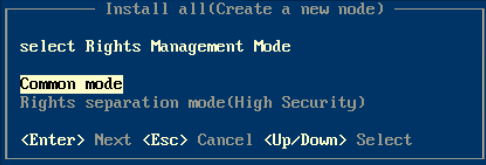 Install all(Create a new node)
select Rights Management Mode
Common mode
Rights separation mode(High Security)
<Enter> Next <Esc> Cancel <Up/Down> Select